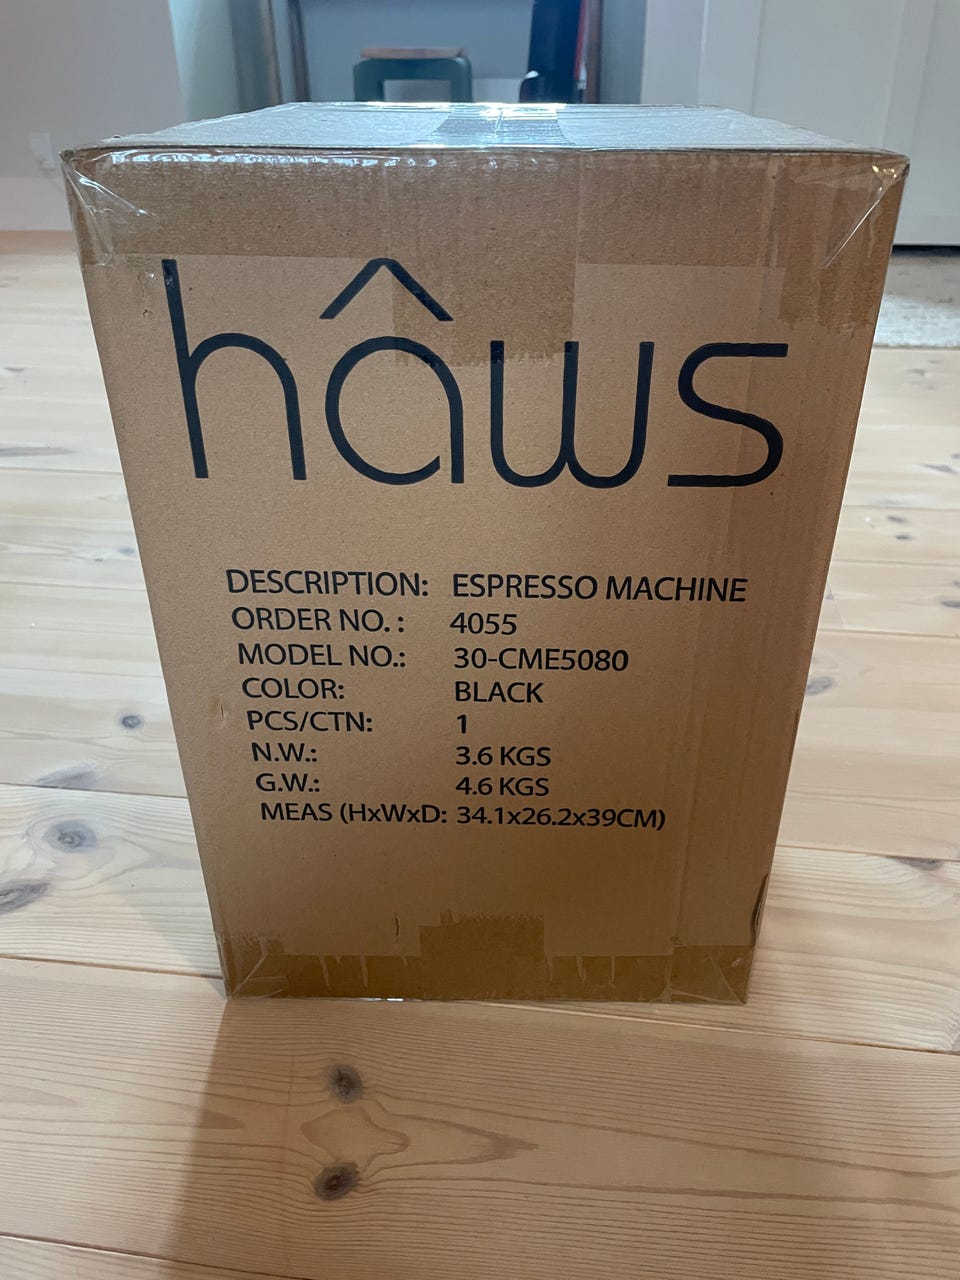 hâws
DESCRIPTION: ESPRESSO MACHINE
ORDER NO. : 4055
MODEL NO.: 30-CME5080
COLOR: BLACK
PCS/CTN: 1
N.W.: 3.6 KGS
G.W.: 4.6 KGS
MEAS (HxWxD: 34.1x26.2x39CM)